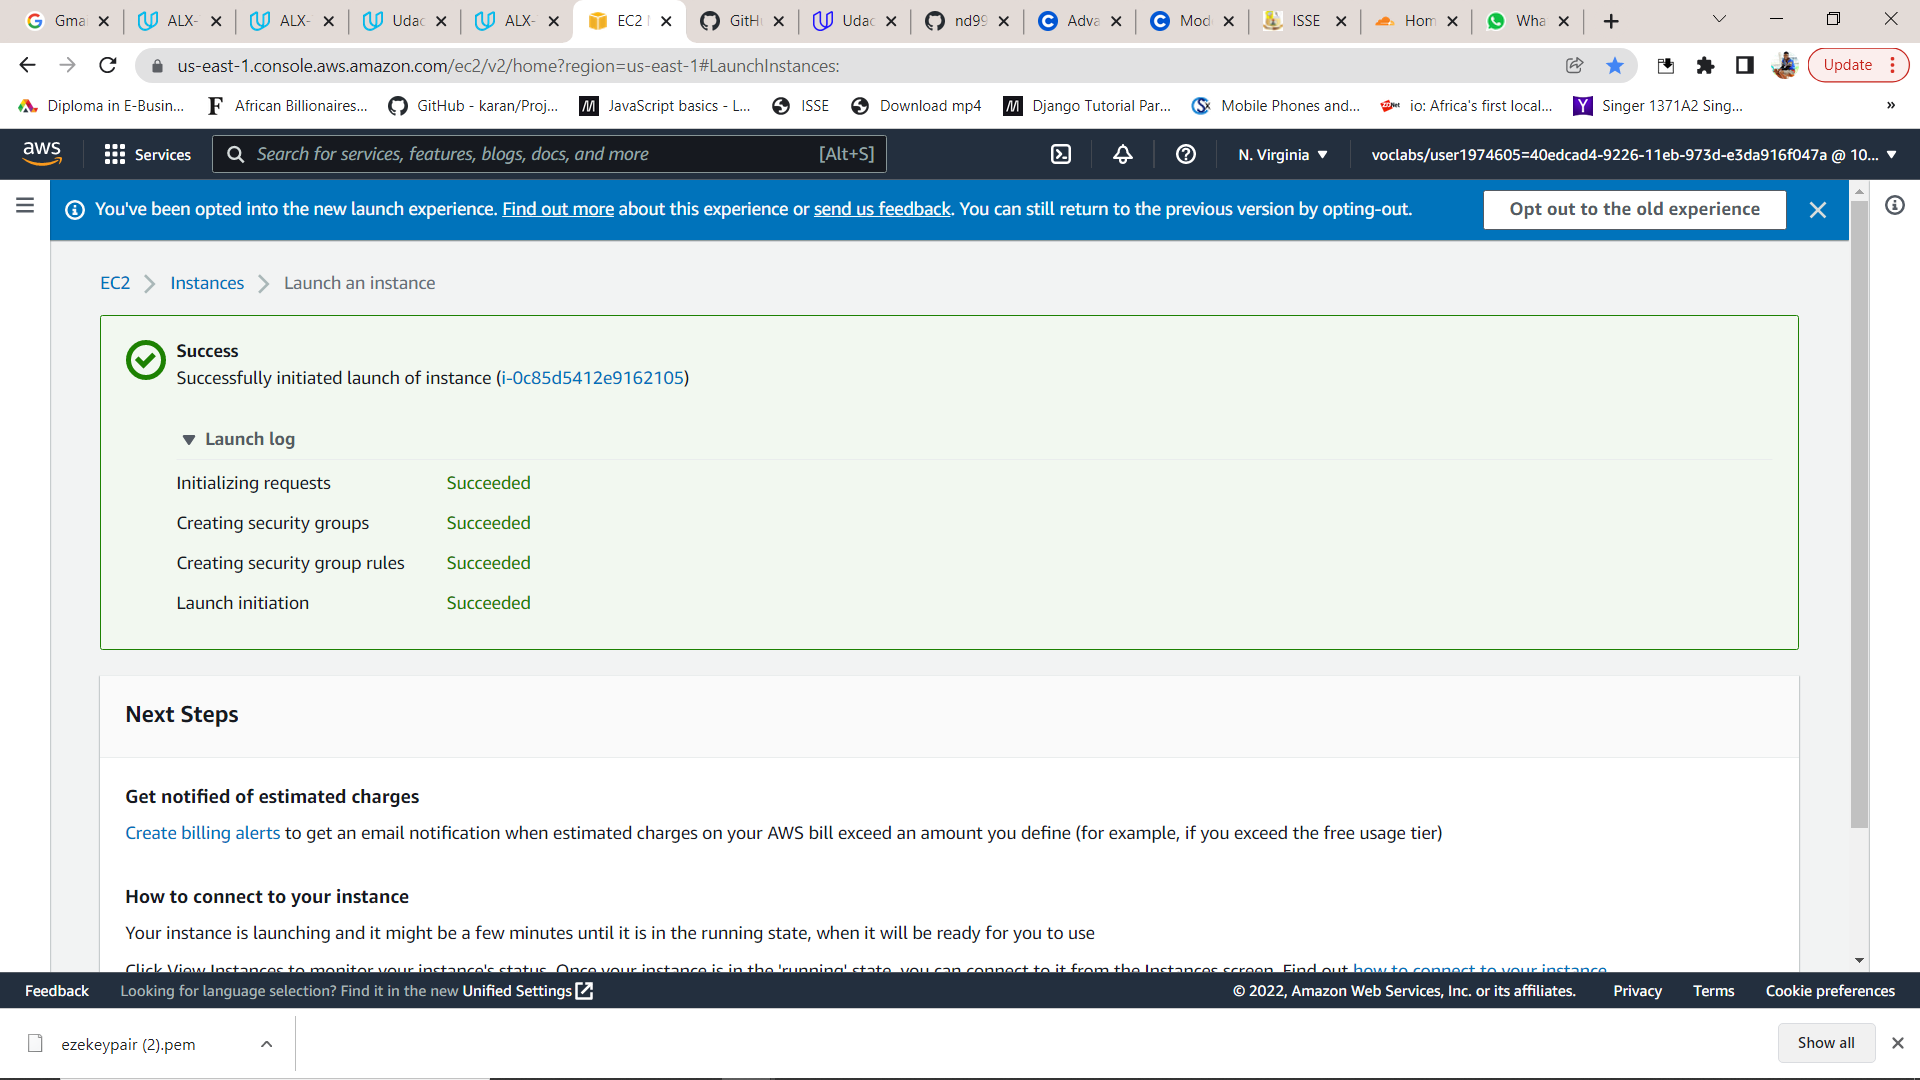 Gmai
ALX-
ALX-
Udac
ALX-
EC2 M
GitHu
Udac
nd99
Adva
Mod
ISSE
Hom
Wha
us-east-1.console.aws.amazon.com/ec2/v2/home?region=us-east-1#LaunchInstances:
Update
Diploma in E-Busin...
African Billionaires...
GitHub - karan/Proj...
JavaScript basics - L...
ISSE
Download mp4
Django Tutorial Par...
Mobile Phones and...
io: Africa's first local...
Singer 1371A2 Sing...
»
aws
Services
Search for services, features, blogs, docs, and more
[Alt+S]
N. Virginia
voclabs/user1974605=40edcad4-9226-11eb-973d-e3da916f047a @ 10...
You've been opted into the new launch experience. Find out more about this experience or send us feedback. You can still return to the previous version by opting-out.
Opt out to the old experience
EC2
Instances
Launch an instance
Success
Successfully initiated launch of instance (i-0c85d5412e9162105)
Launch log
Initializing requests Succeeded
Creating security groups Succeeded
Creating security group rules Succeeded
Launch initiation Succeeded
Next Steps
Get notified of estimated charges
Create billing alerts to get an email notification when estimated charges on your AWS bill exceed an amount you define (for example, if you exceed the free usage tier)
How to connect to your instance
Your instance is launching and it might be a few minutes until it is in the running state, when it will be ready for you to use
Click View Instances to monitor your instance's status. Once your instance is in the 'running' state, you can connect to it from the Instances screen. Find out how to connect to your instance
Feedback
Looking for language selection? Find it in the new Unified Settings
© 2022, Amazon Web Services, Inc. or its affiliates.
Privacy
Terms
Cookie preferences
ezekeypair (2).pem
Show all